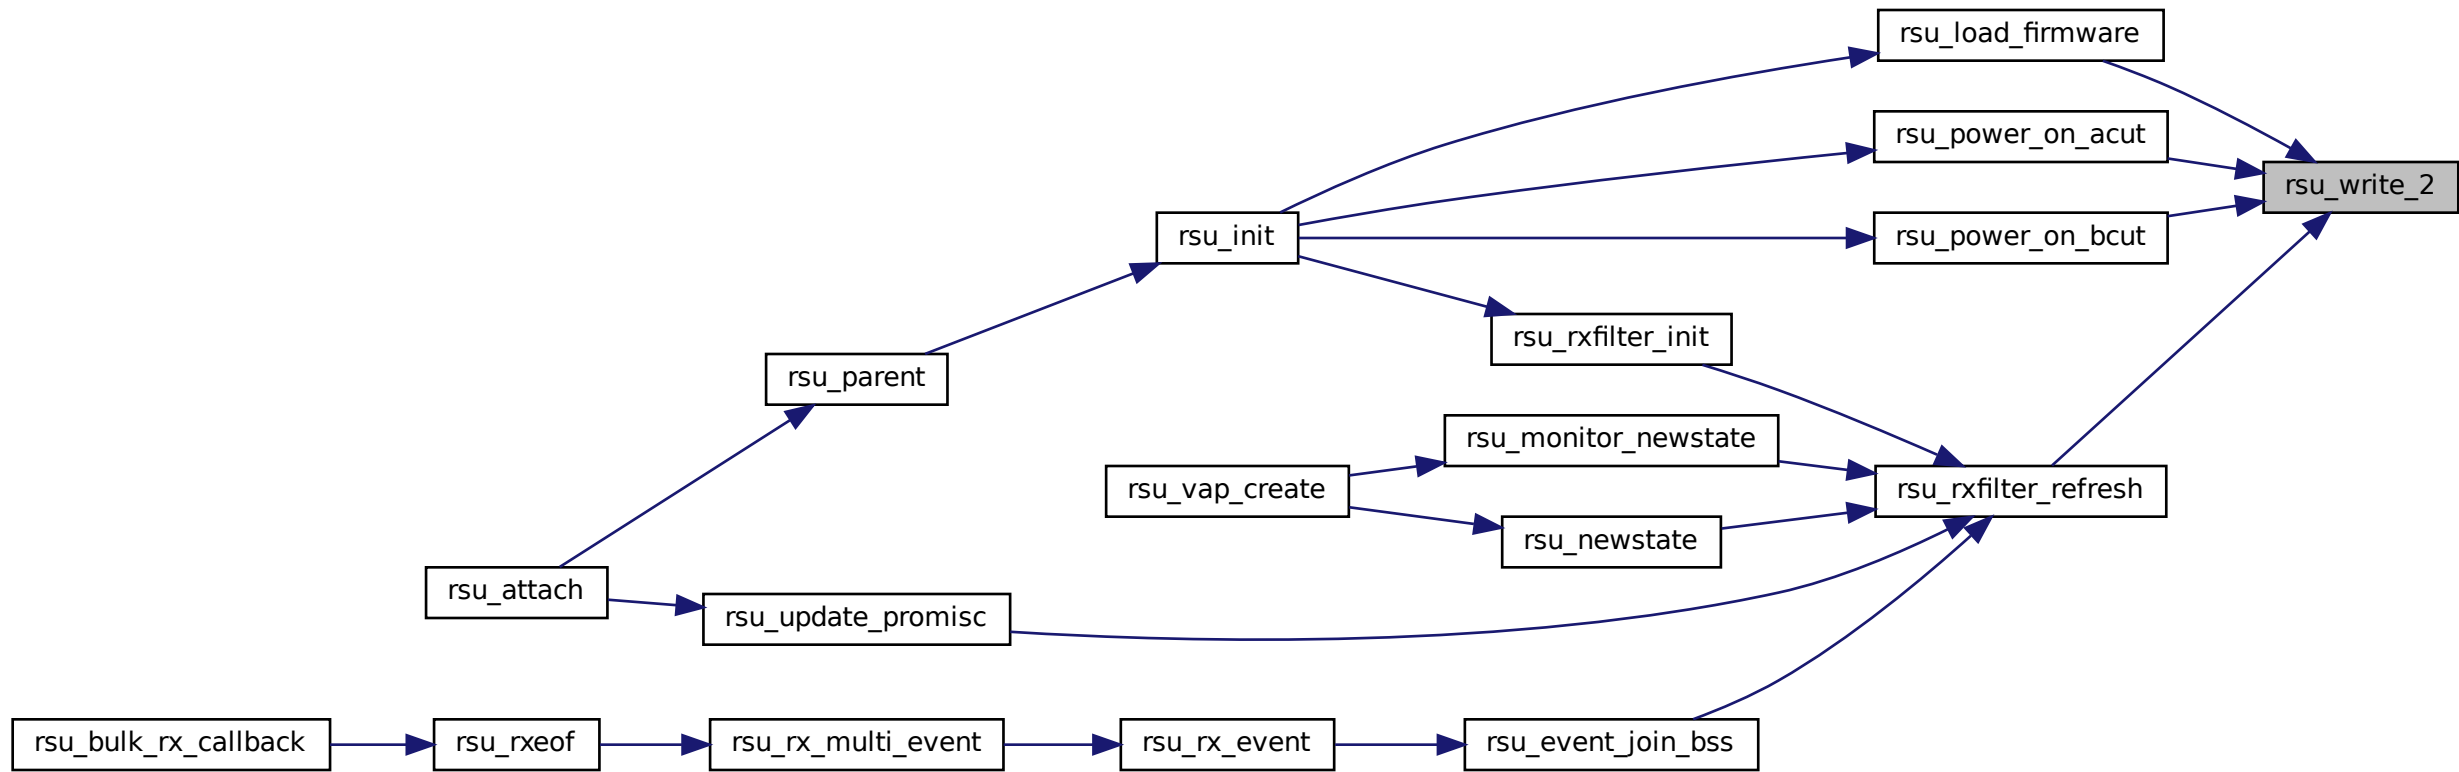 rsu_load_firmware
rsu_power_on_acut
rsu_write_2
rsu_init
rsu_power_on_bcut
rsu_rxfilter_init
rsu_parent
rsu_monitor_newstate
rsu_vap_create
rsu_rxfilter_refresh
rsu_newstate
rsu_attach
rsu_update_promisc
rsu_bulk_rx_callback
rsu_rxeof
rsu_rx_multi_event
rsu_rx_event
rsu_event_join_bss